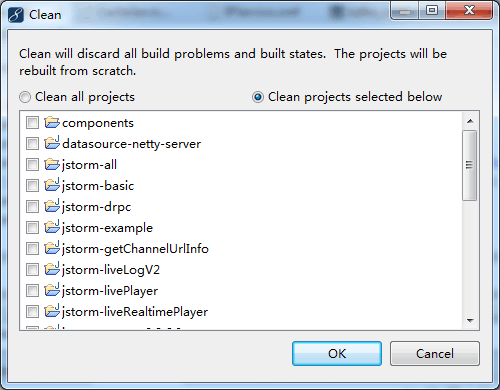 Clean
Clean will discard all build problems and built states. The projects will be
rebuilt from scratch.
Clean all projects
Clean projects selected below
components
datasource-netty-server
jstorm-all
jstorm-basic
jstorm-drpc
jstorm-example
jstorm-getChannelUrlInfo
jstorm-liveLogV2
jstorm-livePlayer
jstorm-liveRealtimePlayer
OK
Cancel